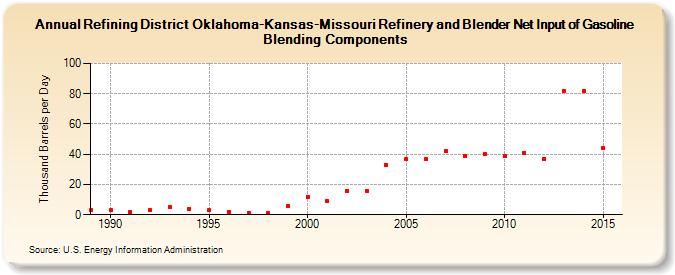 Annual Refining District Oklahoma-Kansas-Missouri Refinery and Blender Net Input of Gasoline
Blending Components
Thousand Barrels per Day
100
80
60
40
20
0
1990 1995 2000 2005 2010 2015
Source: U.S. Energy Information Administration